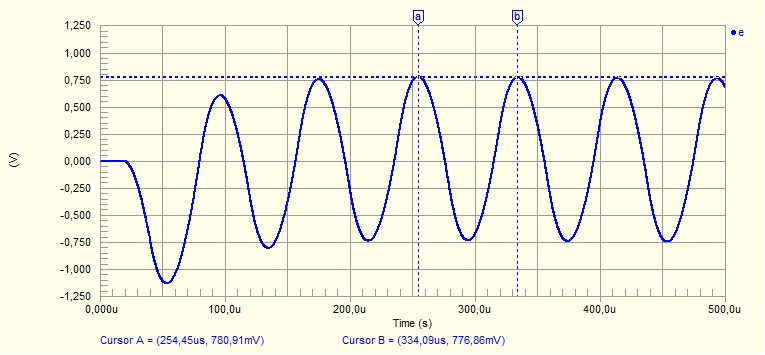 a b
1,250
e
1,000
0,750
0,500
0,250
(V)
0,000
-0,250
-0,500
-0,750
-1,000
-1,250
0,000u 100,0u 200,0u 300,0u 400,0u 500,0u
Time (s)
Cursor A = (254,45us, 780,91mV) Cursor B = (334,09us, 776,86mV)